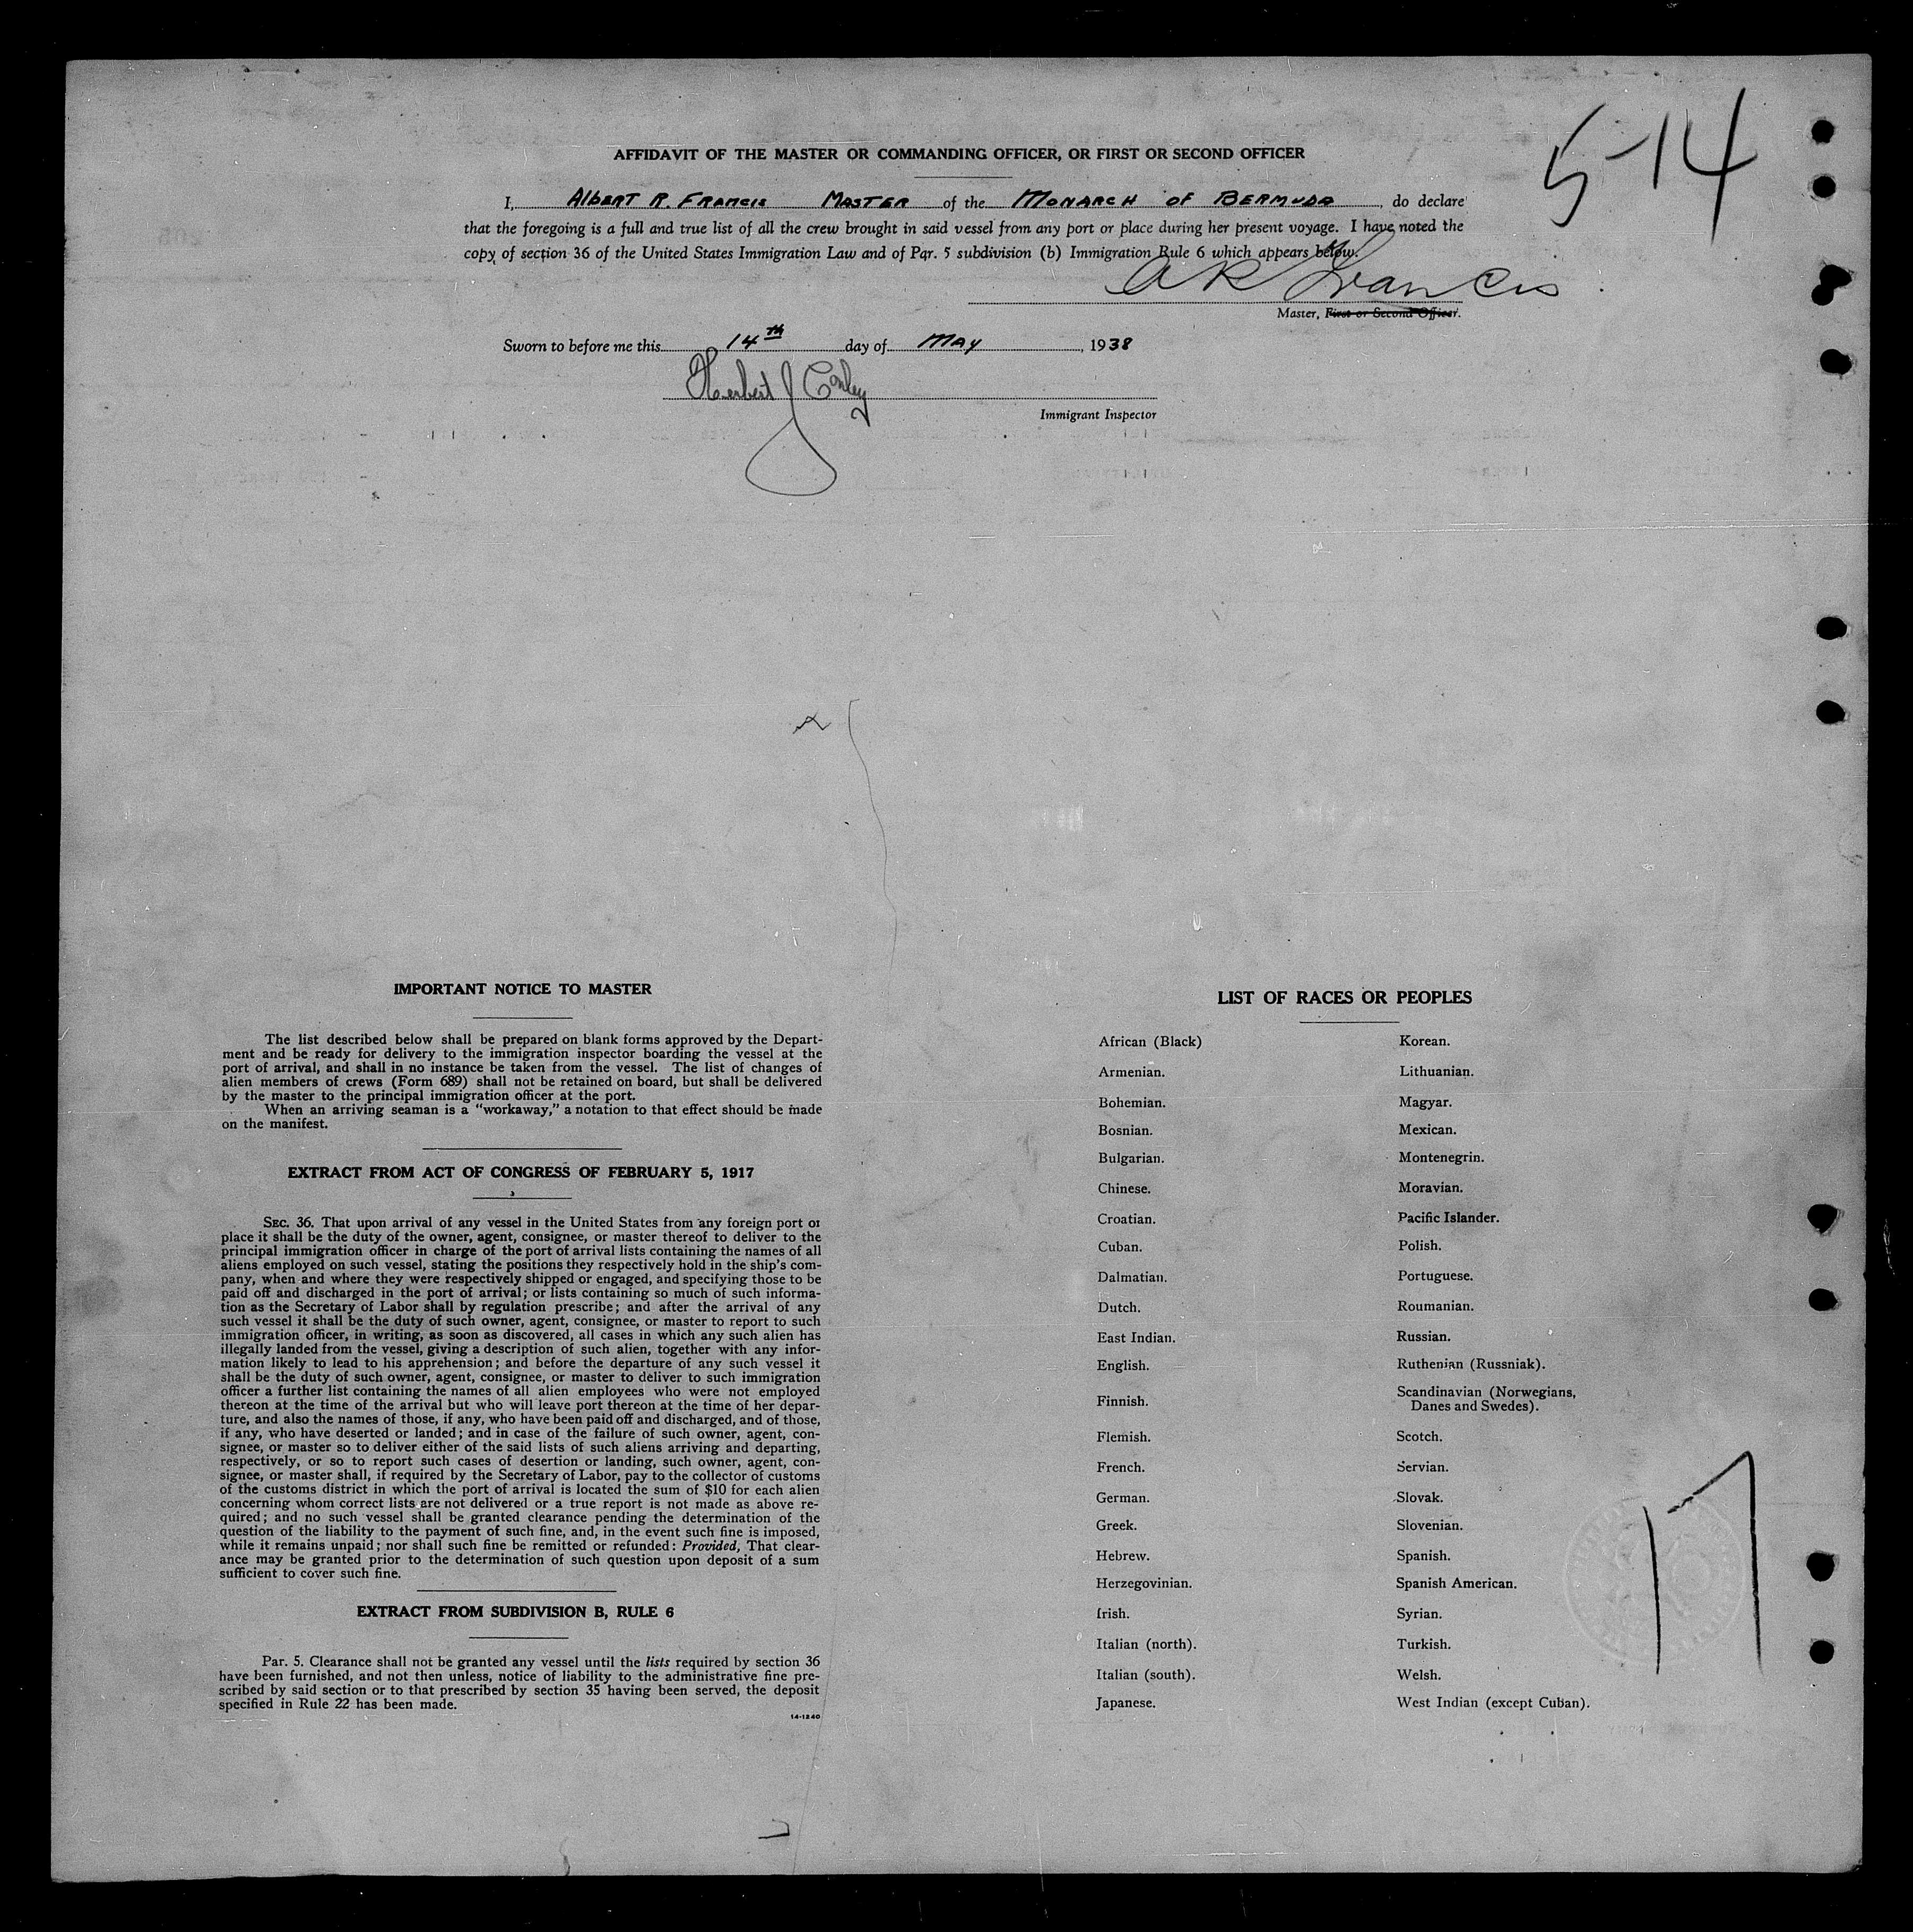 5-14
AFFIDAVIT OF THE MASTER OR COMMANDING OFFICER, OR FIRST OR SECOND OFFICER
I, Albert R. Francis Master of the Monarch of Bermuda, do declare
that the foregoing is a full and true list of all the crew brought in said vessel from any port or place during her present voyage. I have noted the
copy of section 36 of the United States Immigration Law and of Par. 5 subdivision (b) Immigration Rule 6 which appears below.
A R Francis
Master, First or Second Officer.
Sworn to before me this 14th day of May, 1938
Herbert J Conley
Immigrant Inspector
IMPORTANT NOTICE TO MASTER
The list described below shall be prepared on blank forms approved by the Depart-
ment and be ready for delivery to the immigration inspector boarding the vessel at the
port of arrival, and shall in no instance be taken from the vessel. The list of changes of
alien members of crews (Form 689) shall not be retained on board, but shall be delivered
by the master to the principal immigration officer at the port.
When an arriving seaman is a "workaway," a notation to that effect should be made
on the manifest.
EXTRACT FROM ACT OF CONGRESS OF FEBRUARY 5, 1917
SEC. 36. That upon arrival of any vessel in the United States from any foreign port or
place it shall be the duty of the owner, agent, consignee, or master thereof to deliver to the
principal immigration officer in charge of the port of arrival lists containing the names of all
aliens employed on such vessel, stating the positions they respectively hold in the ship's com-
pany, when and where they were respectively shipped or engaged, and specifying those to be
paid off and discharged in the port of arrival; or lists containing so much of such informa-
tion as the Secretary of Labor shall by regulation prescribe; and after the arrival of any
such vessel it shall be the duty of such owner, agent, consignee, or master to report to such
immigration officer, in writing, as soon as discovered, all cases in which any such alien has
illegally landed from the vessel, giving a description of such alien, together with any infor-
mation likely to lead to his apprehension; and before the departure of any such vessel it
shall be the duty of such owner, agent, consignee, or master to deliver to such immigration
officer a further list containing the names of all alien employees who were not employed
thereon at the time of the arrival but who will leave port thereon at the time of her depar-
ture, and also the names of those, if any, who have been paid off and discharged, and of those,
if any, who have deserted or landed; and in case of the failure of such owner, agent, con-
signee, or master so to deliver either of the said lists of such aliens arriving and departing,
respectively, or so to report such cases of desertion or landing, such owner, agent, con-
signee, or master shall, if required by the Secretary of Labor, pay to the collector of customs
of the customs district in which the port of arrival is located the sum of $10 for each alien
concerning whom correct lists are not delivered or a true report is not made as above re-
quired; and no such vessel shall be granted clearance pending the determination of the
question of the liability to the payment of such fine, and, in the event such fine is imposed,
while it remains unpaid; nor shall such fine be remitted or refunded: Provided, That clear-
ance may be granted prior to the determination of such question upon deposit of a sum
sufficient to cover such fine.
EXTRACT FROM SUBDIVISION B, RULE 6
Par. 5. Clearance shall not be granted any vessel until the lists required by section 36
have been furnished, and not then unless, notice of liability to the administrative fine pre-
scribed by said section or to that prescribed by section 35 having been served, the deposit
specified in Rule 22 has been made.
14-1240
LIST OF RACES OR PEOPLES
African (Black)
Armenian.
Bohemian.
Bosnian.
Bulgarian.
Chinese.
Croatian.
Cuban.
Dalmatian.
Dutch.
East Indian.
English.
Finnish.
Flemish.
French.
German.
Greek.
Hebrew.
Herzegovinian.
Irish.
Italian (north).
Italian (south).
Japanese.
Korean.
Lithuanian.
Magyar.
Mexican.
Montenegrin.
Moravian.
Pacific Islander.
Polish.
Portuguese.
Roumanian.
Russian.
Ruthenian (Russniak).
Scandinavian (Norwegians,
Danes and Swedes).
Scotch.
Servian.
Slovak.
Slovenian.
Spanish.
Spanish American.
Syrian.
Turkish.
Welsh.
West Indian (except Cuban).
17